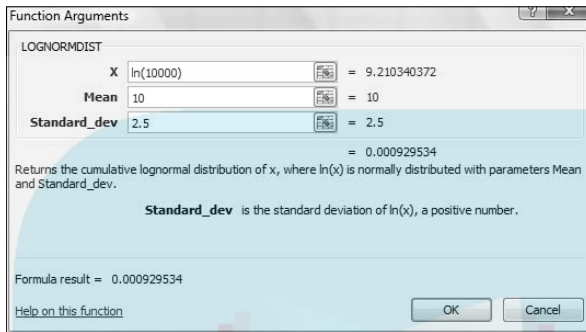 Function Arguments
LOGNORMDIST
X ln(10000) = 9.210340372
Mean 10 = 10
Standard_dev 2.5 = 2.5
= 0.000929534
Returns the cumulative lognormal distribution of x, where ln(x) is normally distributed with parameters Mean
and Standard_dev.
Standard_dev is the standard deviation of ln(x), a positive number.
Formula result = 0.000929534
Help on this function
OK Cancel